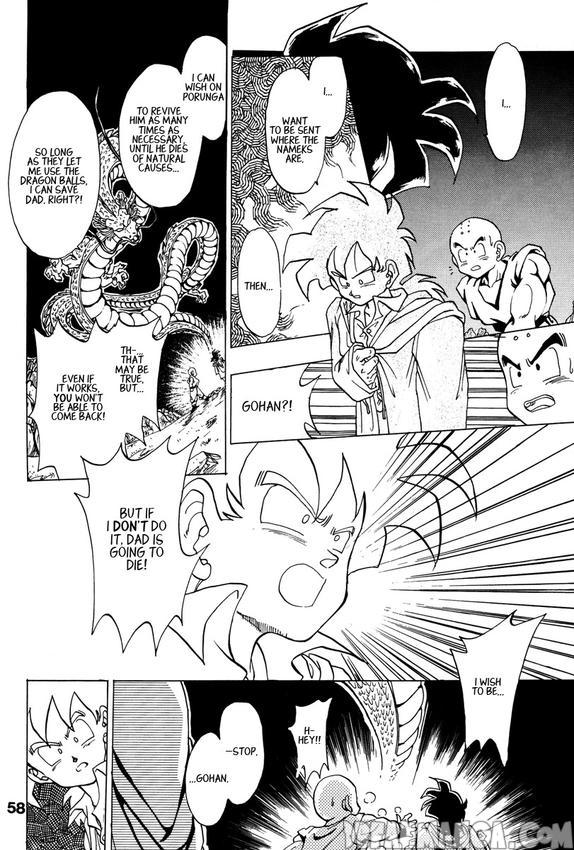 I...
I...
WANT
TO BE SENT
WHERE THE
NAMEKS
ARE.
THEN...
GOHAN?!
I CAN
WISH ON
PORUNGA
TO REVIVE
HIM AS MANY
TIMES AS
NECESSARY,
UNTIL HE DIES
OF NATURAL
CAUSES...
SO LONG
AS THEY LET
ME USE THE
DRAGON BALLS,
I CAN SAVE
DAD, RIGHT?!
TH-...
THAT
MAY BE
TRUE,
BUT...
EVEN IF
IT WORKS,
YOU WON'T
BE ABLE TO
COME BACK!
BUT IF
I DON'T DO
IT, DAD IS
GOING TO
DIE!
I WISH
TO BE...
H-
HEY!!
—STOP,
...GOHAN.
58